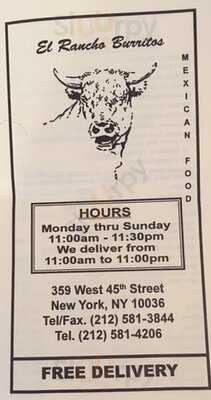 El Rancho Burritos
MEXICAN FOOD
HOURS
Monday thru Sunday
11:00am - 11:30pm
We deliver from
11:00am to 11:00pm
359 West 45th Street
New York, NY 10036
Tel/Fax. (212) 581-3844
Tel. (212) 581-4206
FREE DELIVERY